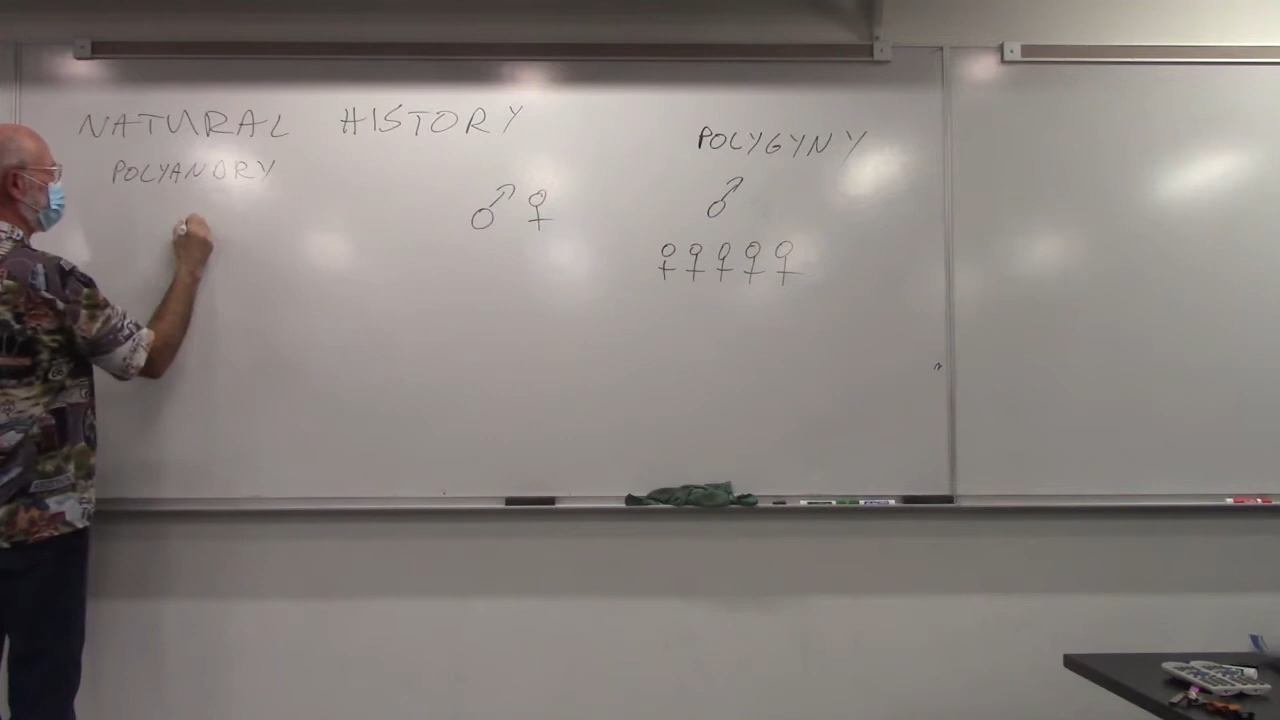 NATURAL HISTORY
POLYANDRY
POLYGYNY
♂ ♀
♂
♀ ♀ ♀ ♀ ♀